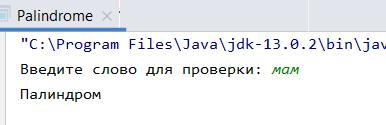 Palindrome
"C:\Program Files\Java\jdk-13.0.2\bin\jav
Введите слово для проверки: мам
Палиндром